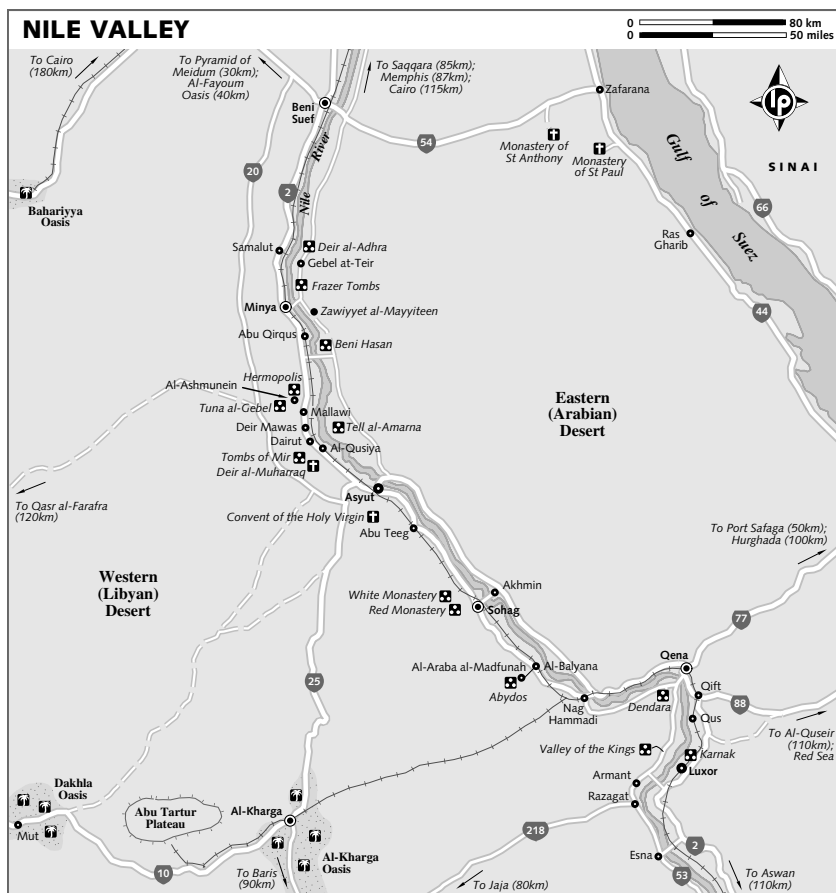 NILE VALLEY
0 80 km
0 50 miles
To Cairo
(180km)
To Pyramid of
Meidum (30km);
Al-Fayoum
Oasis (40km)
To Saqqara (85km);
Memphis (87km);
Cairo (115km)
lp
Beni
Suef
River
Nile
Zafarana
54
Monastery of
St Anthony
Monastery
of St Paul
Gulf
of
Suez
SINAI
20
2
66
Bahariyya
Oasis
Samalut
Deir al-Adhra
Gebel at-Teir
Ras
Gharib
Frazer Tombs
Minya
Zawiyyet al-Mayyiteen
44
Abu Qirqus
Beni Hasan
Hermopolis
Al-Ashmunein
Tuna al-Gebel
Mallawi
Eastern
(Arabian)
Desert
Deir Mawas
Tell al-Amarna
Dairut
Al-Qusiya
Tombs of Mir
Deir al-Muharraq
Asyut
To Qasr al-Farafra
(120km)
Convent of the Holy Virgin
Abu Teeg
To Port Safaga (50km);
Hurghada (100km)
Western
(Libyan)
Desert
White Monastery
Akhmin
Red Monastery
Sohag
77
Qena
25
Al-Araba al-Madfunah
Al-Balyana
Abydos
Nag
Hammadi
Dendara
Qift
88
Qus
To Al-Quseir
(110km);
Red Sea
Valley of the Kings
Karnak
Luxor
Dakhla
Oasis
Armant
Razagat
Abu Tartur
Plateau
Al-Kharga
Mut
218
2
10
Al-Kharga
Oasis
Esna
53
To Baris
(90km)
To Jaja (80km)
To Aswan
(110km)